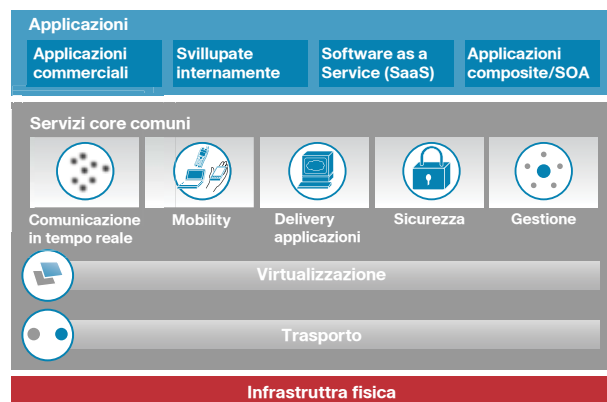 Applicazioni
Applicazioni commerciali
Svillupate internamente
Software as a Service (SaaS)
Applicazioni composite/SOA
Servizi core comuni
Comunicazione in tempo reale
Mobility
Delivery applicazioni
Sicurezza
Gestione
Virtualizzazione
Trasporto
Infrastruttra fisica